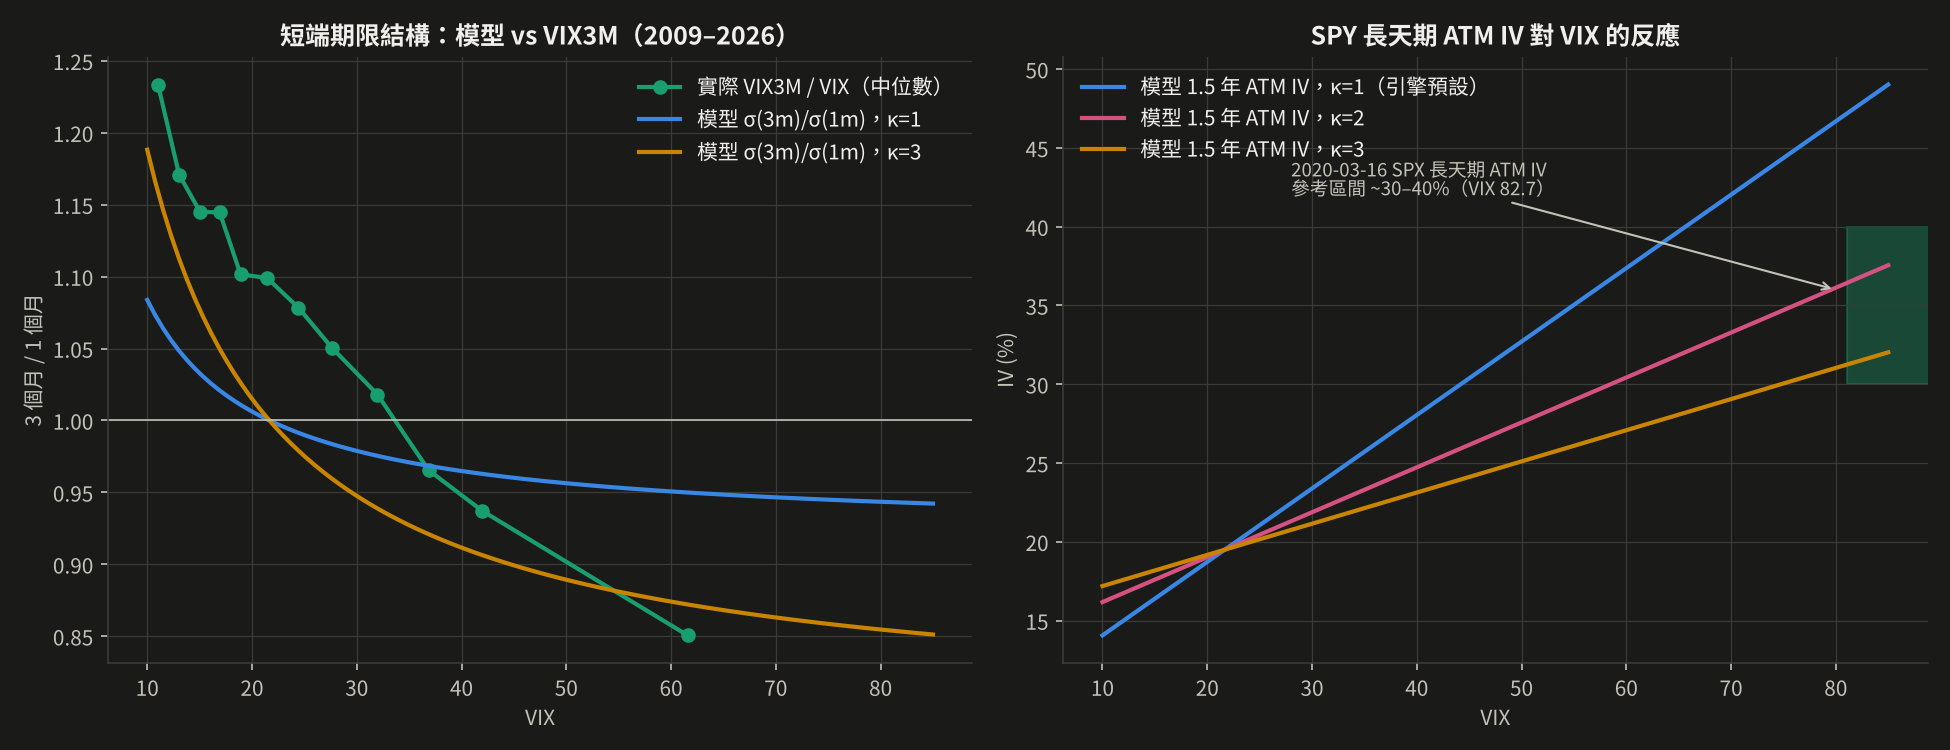 短端期限結構：模型 vs VIX3M（2009–2026）
1.25
1.20
1.15
1.10
1.05
1.00
0.95
0.90
0.85
3 個月 / 1 個月
實際 VIX3M / VIX（中位數）
模型 σ(3m)/σ(1m)，κ=1
模型 σ(3m)/σ(1m)，κ=3
10 20 30 40 50 60 70 80
VIX
SPY 長天期 ATM IV 對 VIX 的反應
50
45
40
35
30
25
20
15
IV (%)
模型 1.5 年 ATM IV，κ=1（引擎預設）
模型 1.5 年 ATM IV，κ=2
模型 1.5 年 ATM IV，κ=3
2020-03-16 SPX 長天期 ATM IV
參考區間 ~30–40%（VIX 82.7）
10 20 30 40 50 60 70 80
VIX